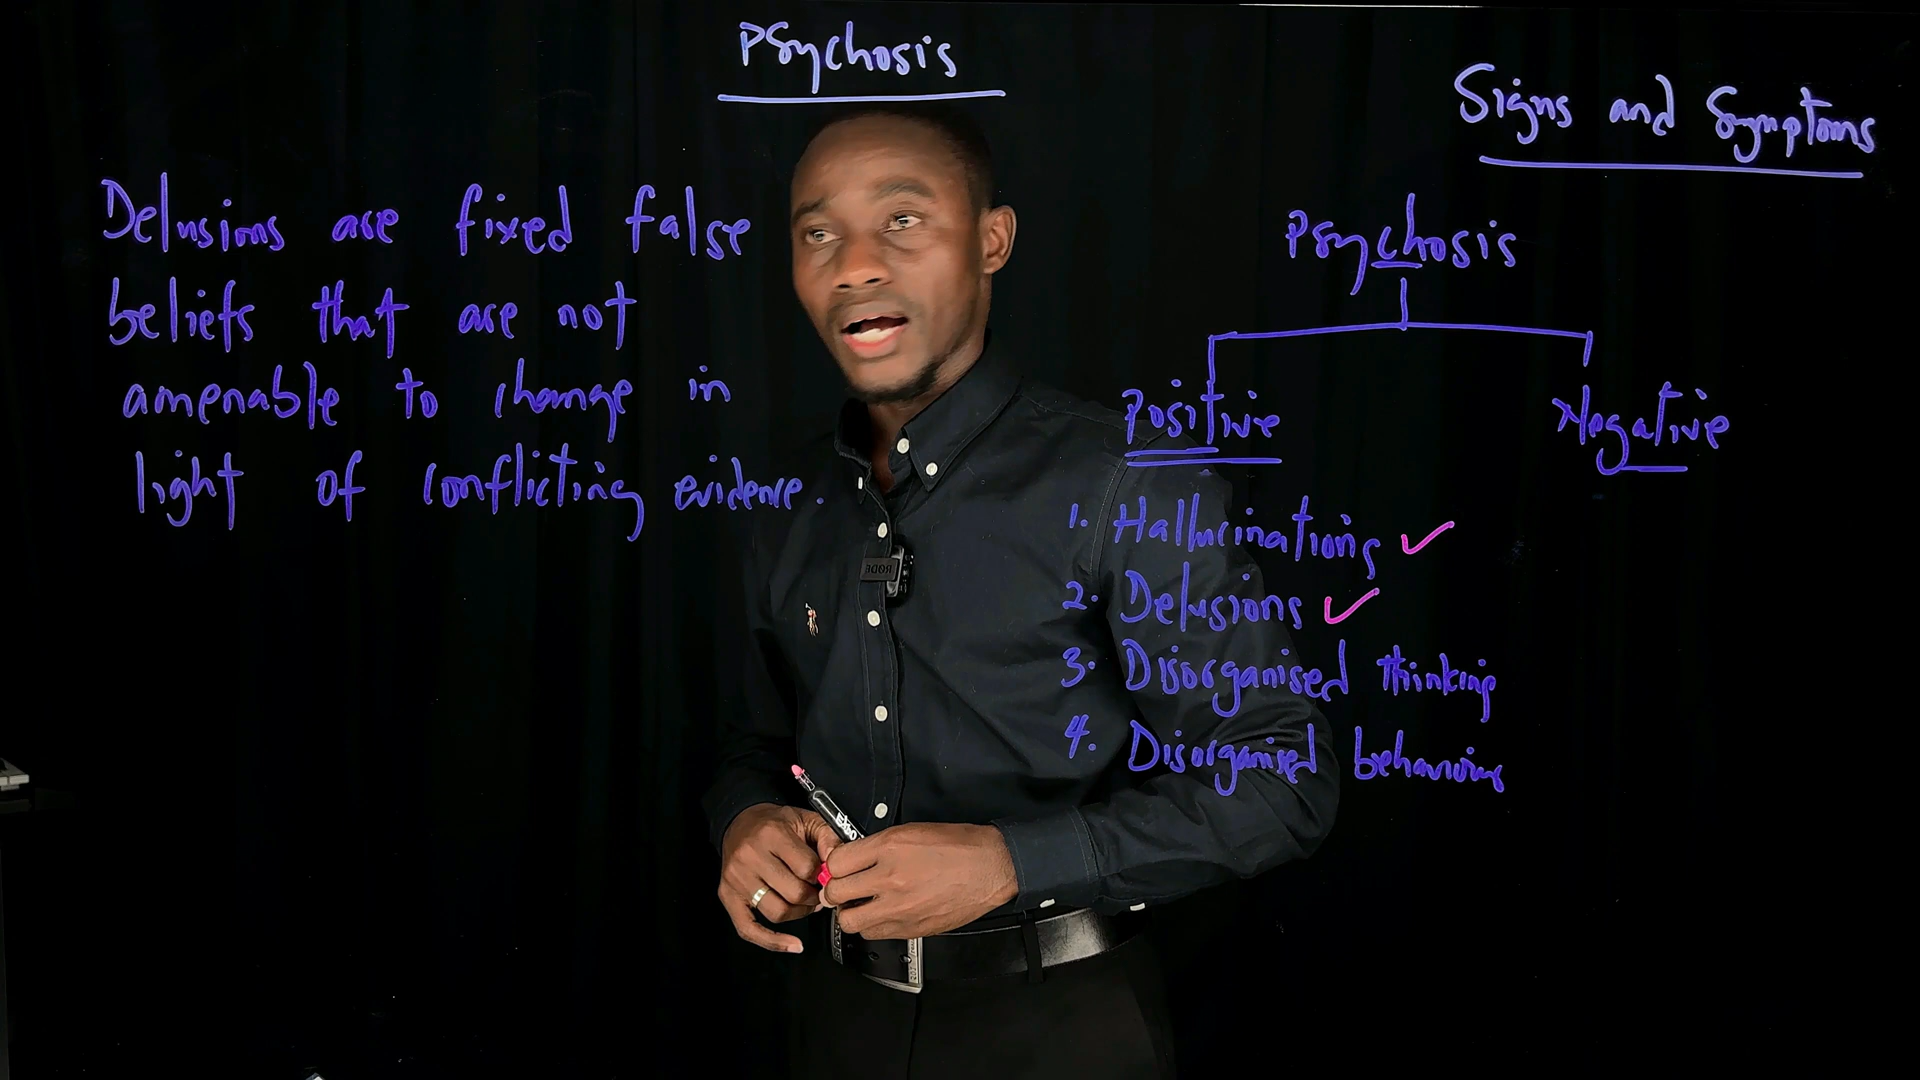 Psychosis
Delusions are fixed false
beliefs that are not
amenable to change in
light of conflicting evidence.
Signs and Symptoms
Psychosis
Positive
Negative
1. Hallucinations ✓
2. Delusions ✓
3. Disorganised thinking
4. Disorganised behaviour
RODE
EXPO